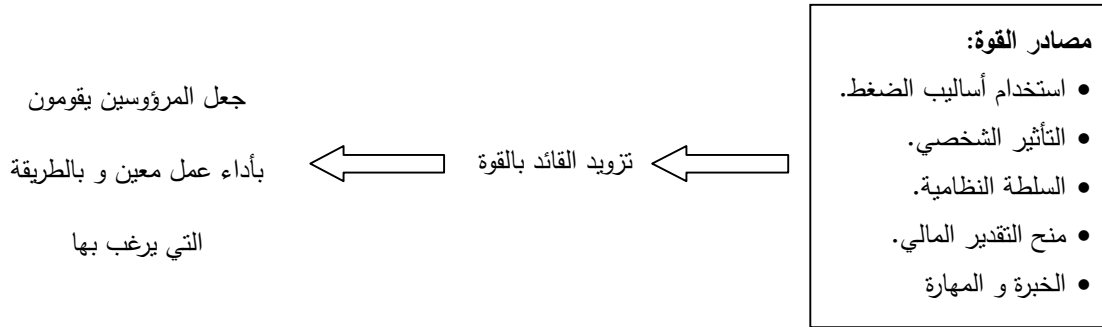 مصادر القوة:
• استخدام أساليب الضغط.
• التأثير الشخصي.
• السلطة النظامية.
• منح التقدير المالي.
• الخبرة و المهارة
تزويد القائد بالقوة
جعل المرؤوسين يقومون
بأداء عمل معين و بالطريقة
التي يرغب بها